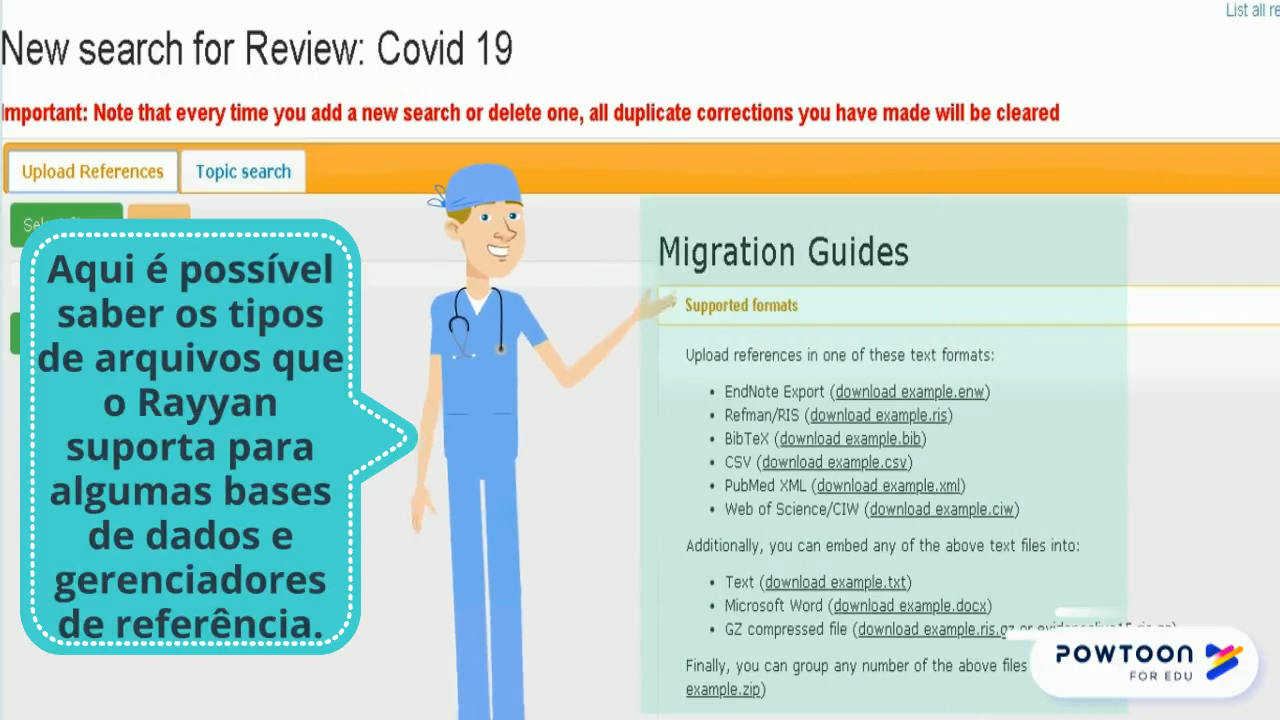 List all re
New search for Review: Covid 19
Important: Note that every time you add a new search or delete one, all duplicate corrections you have made will be cleared
Upload References
Topic search
Aqui é possível
saber os tipos
de arquivos que
o Rayyan
suporta para
algumas bases
de dados e
gerenciadores
de referência.
Migration Guides
Supported formats
Upload references in one of these text formats:
• EndNote Export (download example.enw)
• Refman/RIS (download example.ris)
• BibTeX (download example.bib)
• CSV (download example.csv)
• PubMed XML (download example.xml)
• Web of Science/CIW (download example.ciw)
Additionally, you can embed any of the above text files into:
• Text (download example.txt)
• Microsoft Word (download example.docx)
• GZ compressed file (download example.ris.gz or
Finally, you can group any number of the above files
example.zip)
POWTOON
FOR EDU